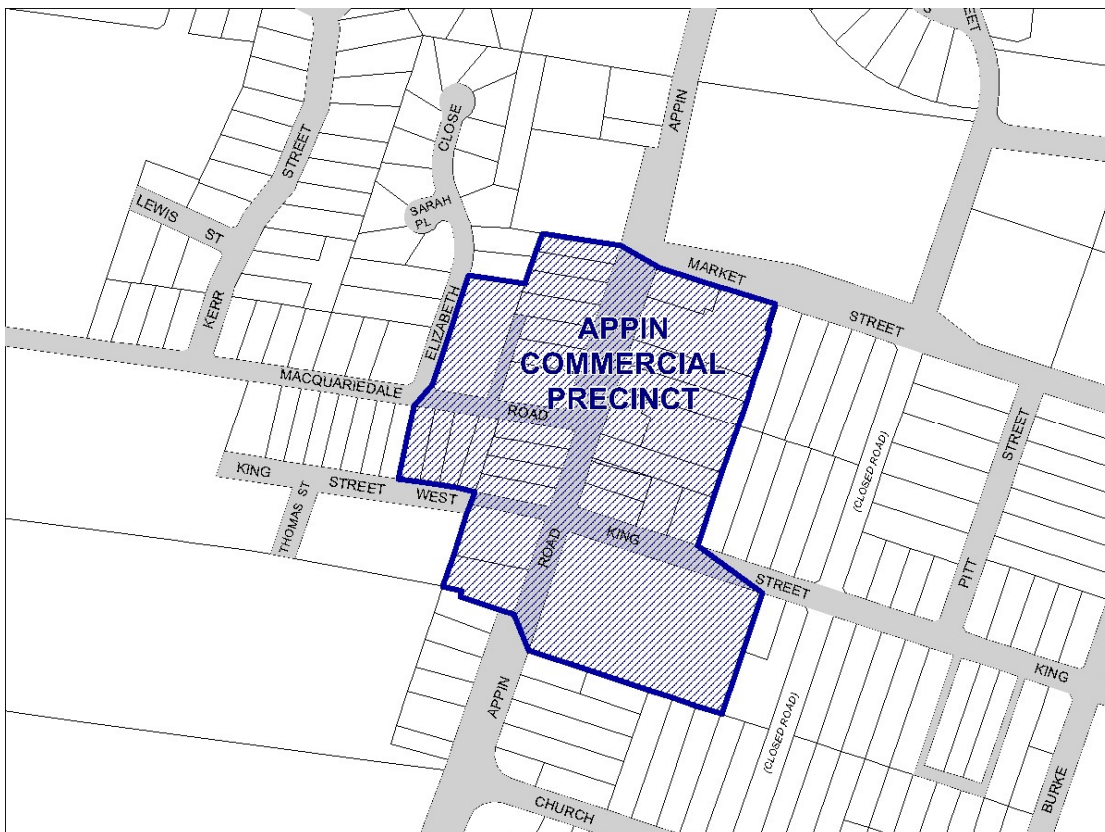 CLOSE
STREET
APPIN
SARAH
PL
LEWIS
ST
KERR
ELIZABETH
MARKET
STREET
APPIN
COMMERCIAL
PRECINCT
MACQUARIEDALE
ROAD
KING
STREET
WEST
THOMAS ST
(CLOSED ROAD)
STREET
PITT
ROAD
KING
STREET
KING
APPIN
(CLOSED ROAD)
CHURCH
BURKE